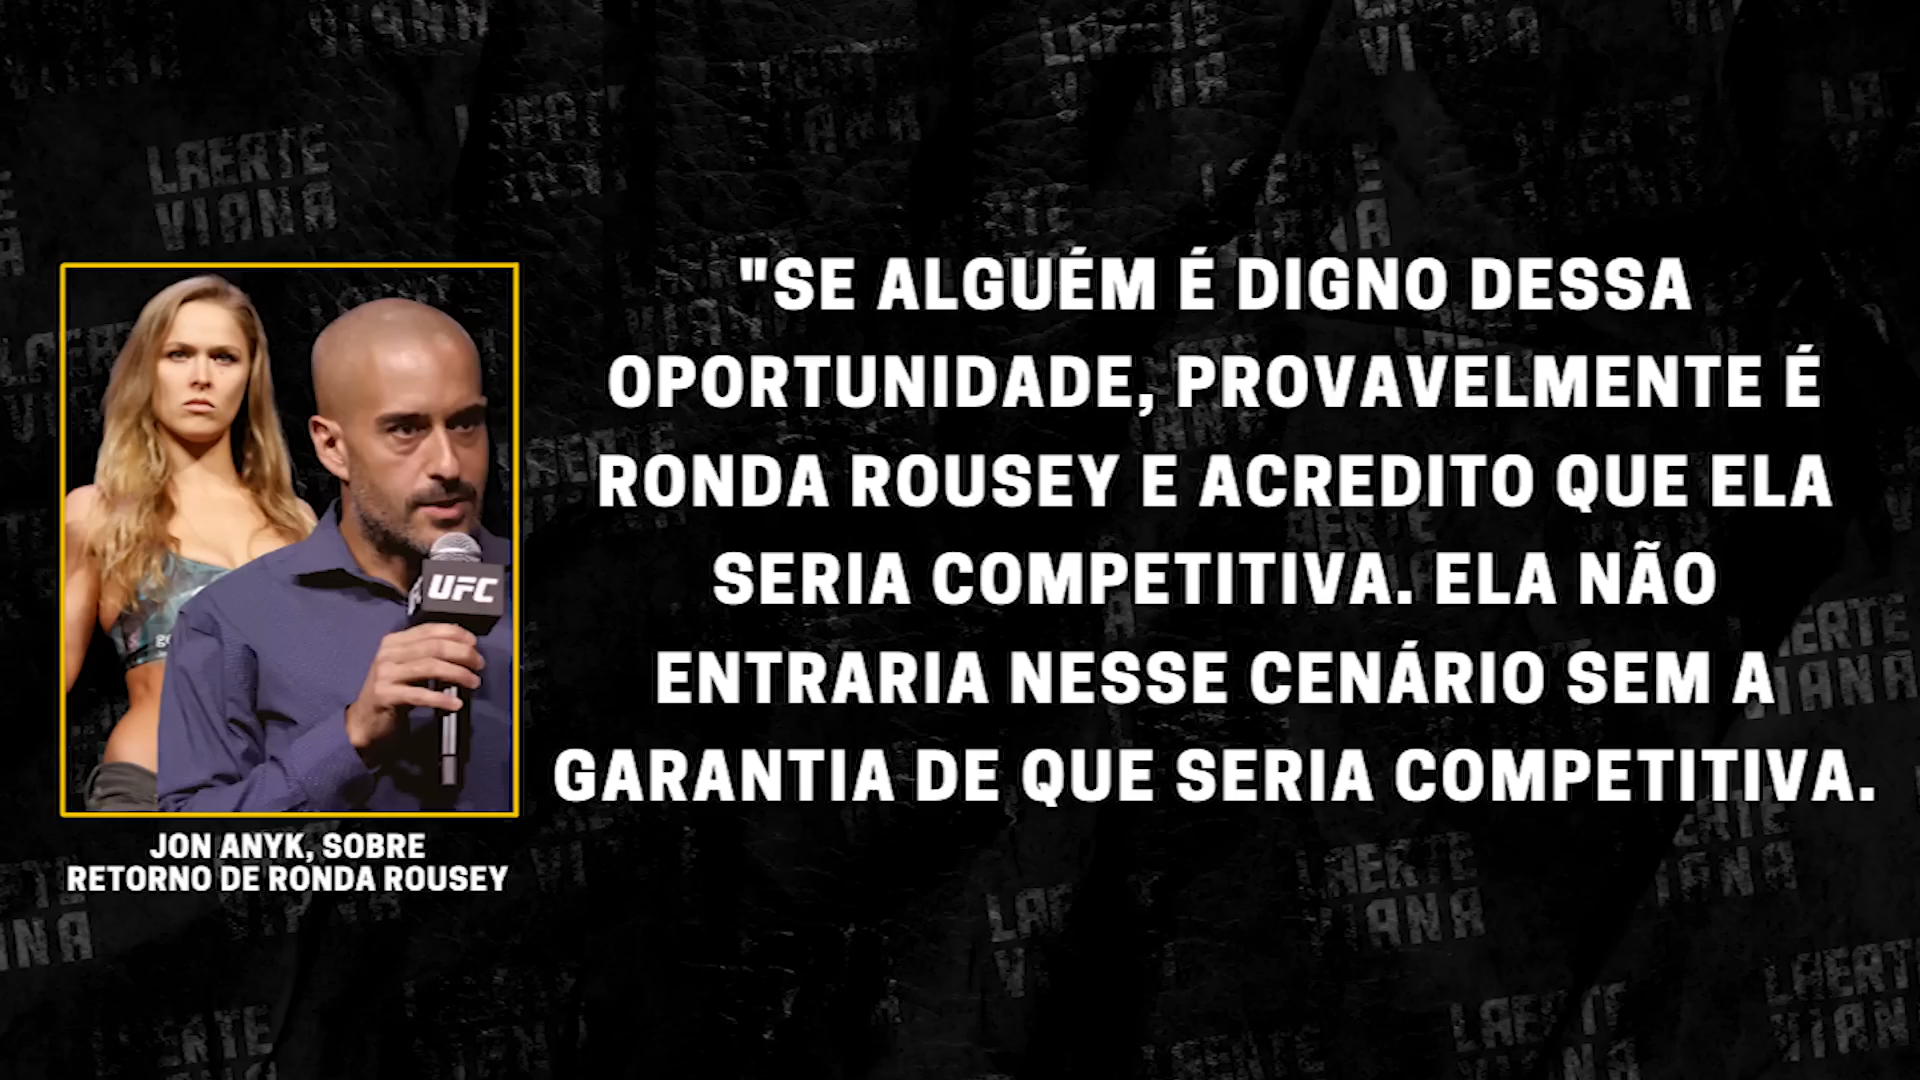 "SE ALGUÉM É DIGNO DESSA
OPORTUNIDADE, PROVAVELMENTE É
RONDA ROUSEY E ACREDITO QUE ELA
SERIA COMPETITIVA. ELA NÃO
ENTRARIA NESSE CENÁRIO SEM A
GARANTIA DE QUE SERIA COMPETITIVA.
UFC
JON ANYK, SOBRE
RETORNO DE RONDA ROUSEY
LAERTE
VIANA